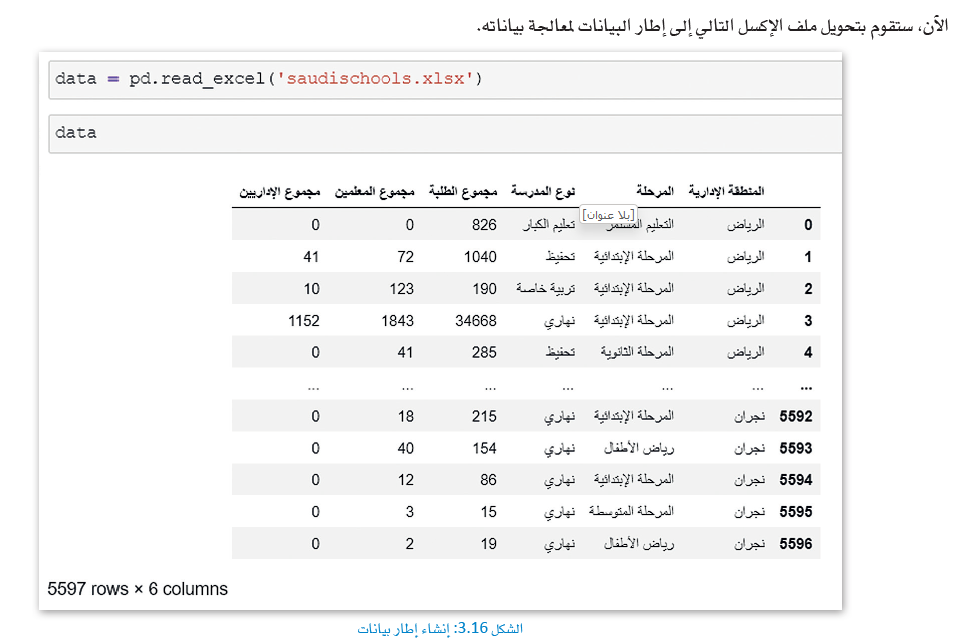 الآن، ستقوم بتحويل ملف الإكسل التالي إلى إطار البيانات لمعالجة بياناته.
data = pd.read_excel('saudischools.xlsx')
data
المنطقة الإدارية المرحلة نوع المدرسة مجموع الطلبة مجموع المعلمين مجموع الإداريين
0 الرياض التعليم المستمر تعليم الكبار 826 0 0
[بلا عنوان]
1 الرياض المرحلة الإبتدائية تحفيظ 1040 72 41
2 الرياض المرحلة الإبتدائية تربية خاصة 190 123 10
3 الرياض المرحلة الإبتدائية نهاري 34668 1843 1152
4 الرياض المرحلة الثانوية تحفيظ 285 41 0
... ... ... ... ... ... ...
5592 نجران المرحلة الإبتدائية نهاري 215 18 0
5593 نجران رياض الأطفال نهاري 154 40 0
5594 نجران المرحلة الإبتدائية نهاري 86 12 0
5595 نجران المرحلة المتوسطة نهاري 15 3 0
5596 نجران رياض الأطفال نهاري 19 2 0
5597 rows × 6 columns
الشكل 3.16: إنشاء إطار بيانات